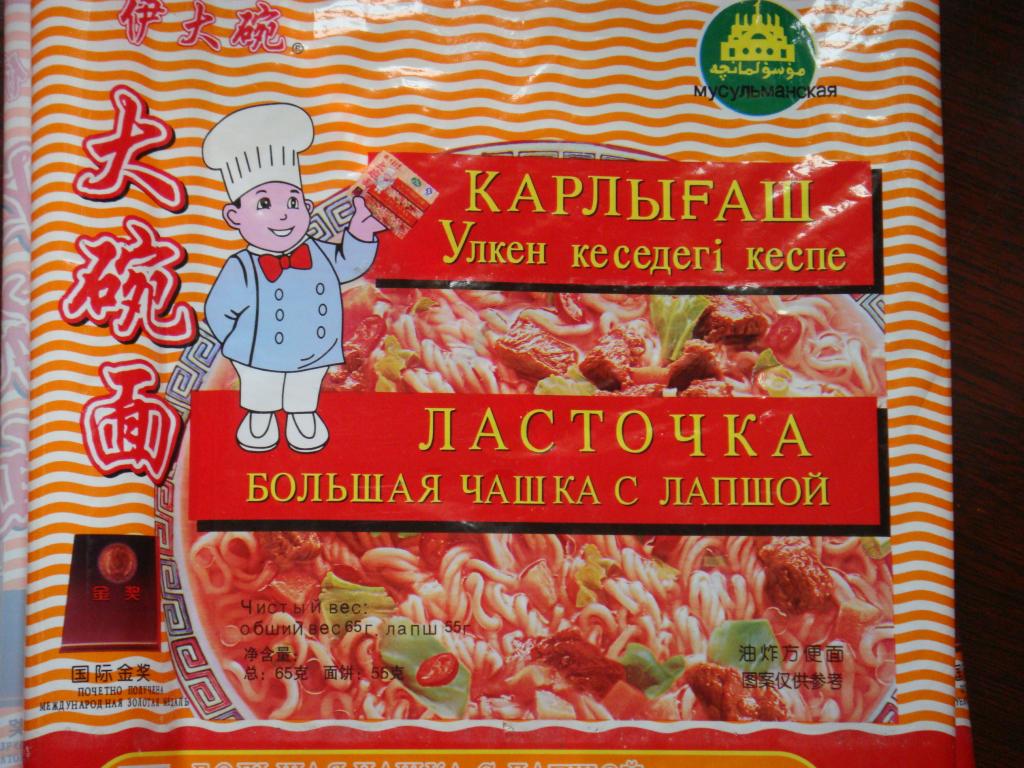 伊大碗®
مۇسۇلمانچە
мусульманская
大碗面
КАРЛЫҒАШ
Улкен кеседегі кеспе
ЛАСТОЧКА
БОЛЬШАЯ ЧАШКА С ЛАПШОЙ
金奖
国际金奖
ПОЧЕТНО ПОЛУЧЕНА
МЕЖДУНАРОДНАЯ ЗОЛОТАЯ МЕДАЛЬ
Чистый вес:
обший вес 65г, лапш 55г
净含量:
总：65克 面饼：55克
油炸方便面
图案仅供参考
БОЛЬШАЯ ЧАШКА С ЛАПШОЙ